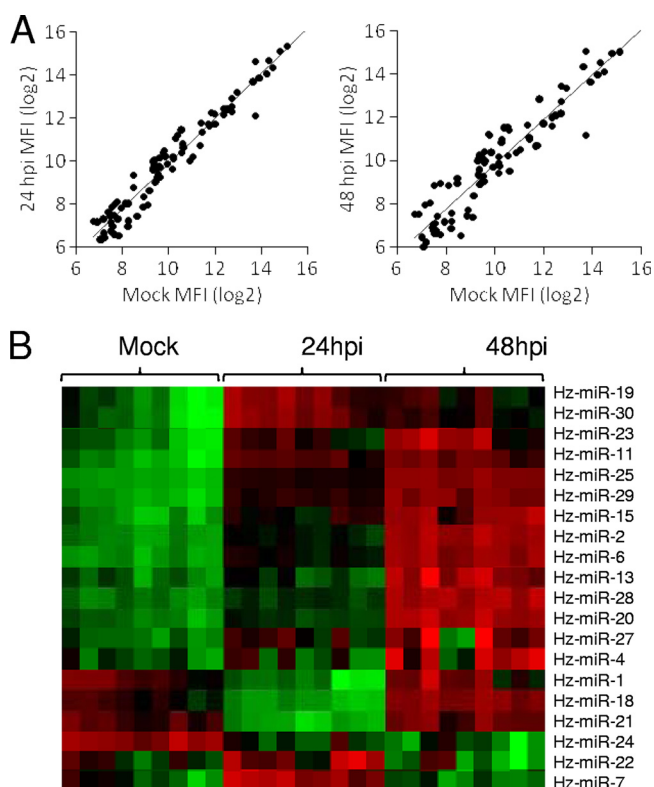 A
16
14
12
10
8
6
24 hpi MFI (log2)
6 8 10 12 14 16
Mock MFI (log2)
16
14
12
10
8
6
48 hpi MFI (log2)
6 8 10 12 14 16
Mock MFI (log2)
B
Mock 24hpi 48hpi
Hz-miR-19
Hz-miR-30
Hz-miR-23
Hz-miR-11
Hz-miR-25
Hz-miR-29
Hz-miR-15
Hz-miR-2
Hz-miR-6
Hz-miR-13
Hz-miR-28
Hz-miR-20
Hz-miR-27
Hz-miR-4
Hz-miR-1
Hz-miR-18
Hz-miR-21
Hz-miR-24
Hz-miR-22
Hz-miR-7